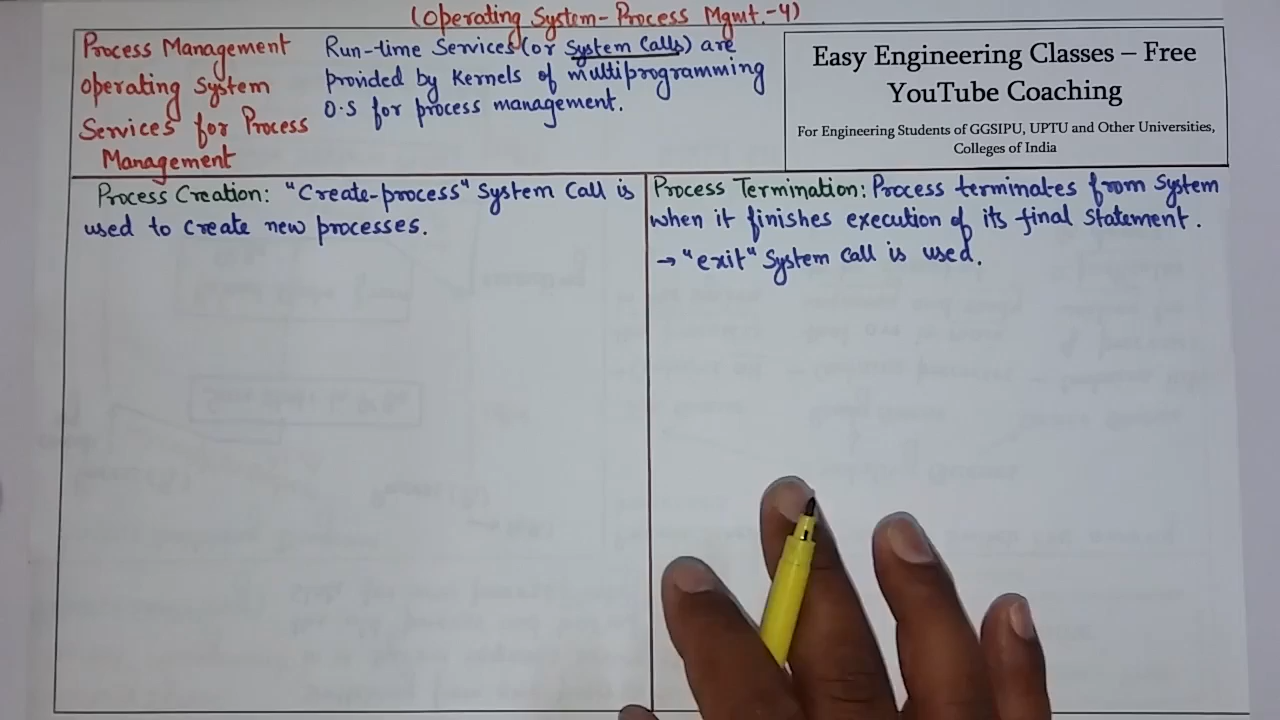 (Operating System- Process Mgmt.-4)
Process Management
Operating System
Services for Process
Management
Run-time Services (or System Calls) are
provided by Kernels of multiprogramming
O.S for process management.
Easy Engineering Classes – Free
YouTube Coaching
For Engineering Students of GGSIPU, UPTU and Other Universities,
Colleges of India
Process Creation: "Create-process" System Call is
used to create new processes.
Process Termination: Process terminates from System
when it finishes execution of its final statement.
→ "exit" System call is used.